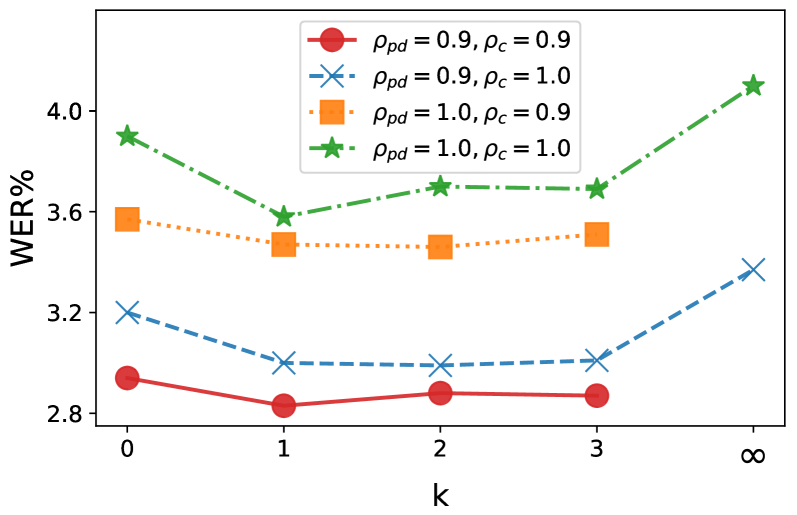 ρpd = 0.9, ρc = 0.9
ρpd = 0.9, ρc = 1.0
ρpd = 1.0, ρc = 0.9
ρpd = 1.0, ρc = 1.0
WER%
4.0
3.6
3.2
2.8
0 1 2 3 ∞
k